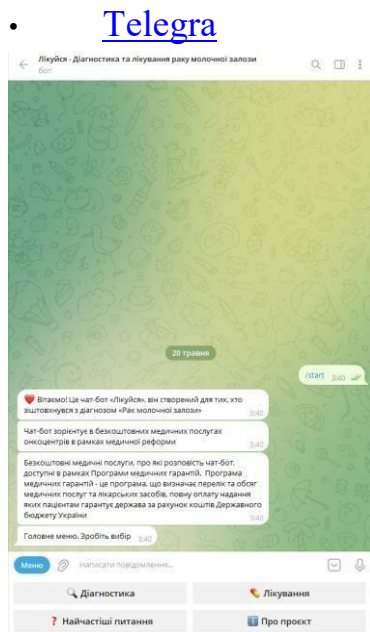 • Telegra
Лікуйся - Діагностика та лікування раку молочної залози
бот
20 травня
/start 3:40
❤️ Вітаємо! Це чат-бот «Лікуйся», він створений для тих, хто
зіштовхнувся з діагнозом «Рак молочної залози»
3:40
Чат-бот зорієнтує в безкоштовних медичних послугах
онкоцентрів в рамках медичної реформи
3:40
Безкоштовні медичні послуги, про які розповість чат-бот,
доступні в рамках Програми медичних гарантій. Програма
медичних гарантій - це програма, що визначає перелік та обсяг
медичних послуг та лікарських засобів, повну оплату надання
яких пацієнтам гарантує держава за рахунок коштів Державного
бюджету України
3:40
Головне меню. Зробіть вибір 3:40
Меню Написати повідомлення...
🔍 Діагностика
💊 Лікування
❓ Найчастіші питання
ℹ️ Про проєкт